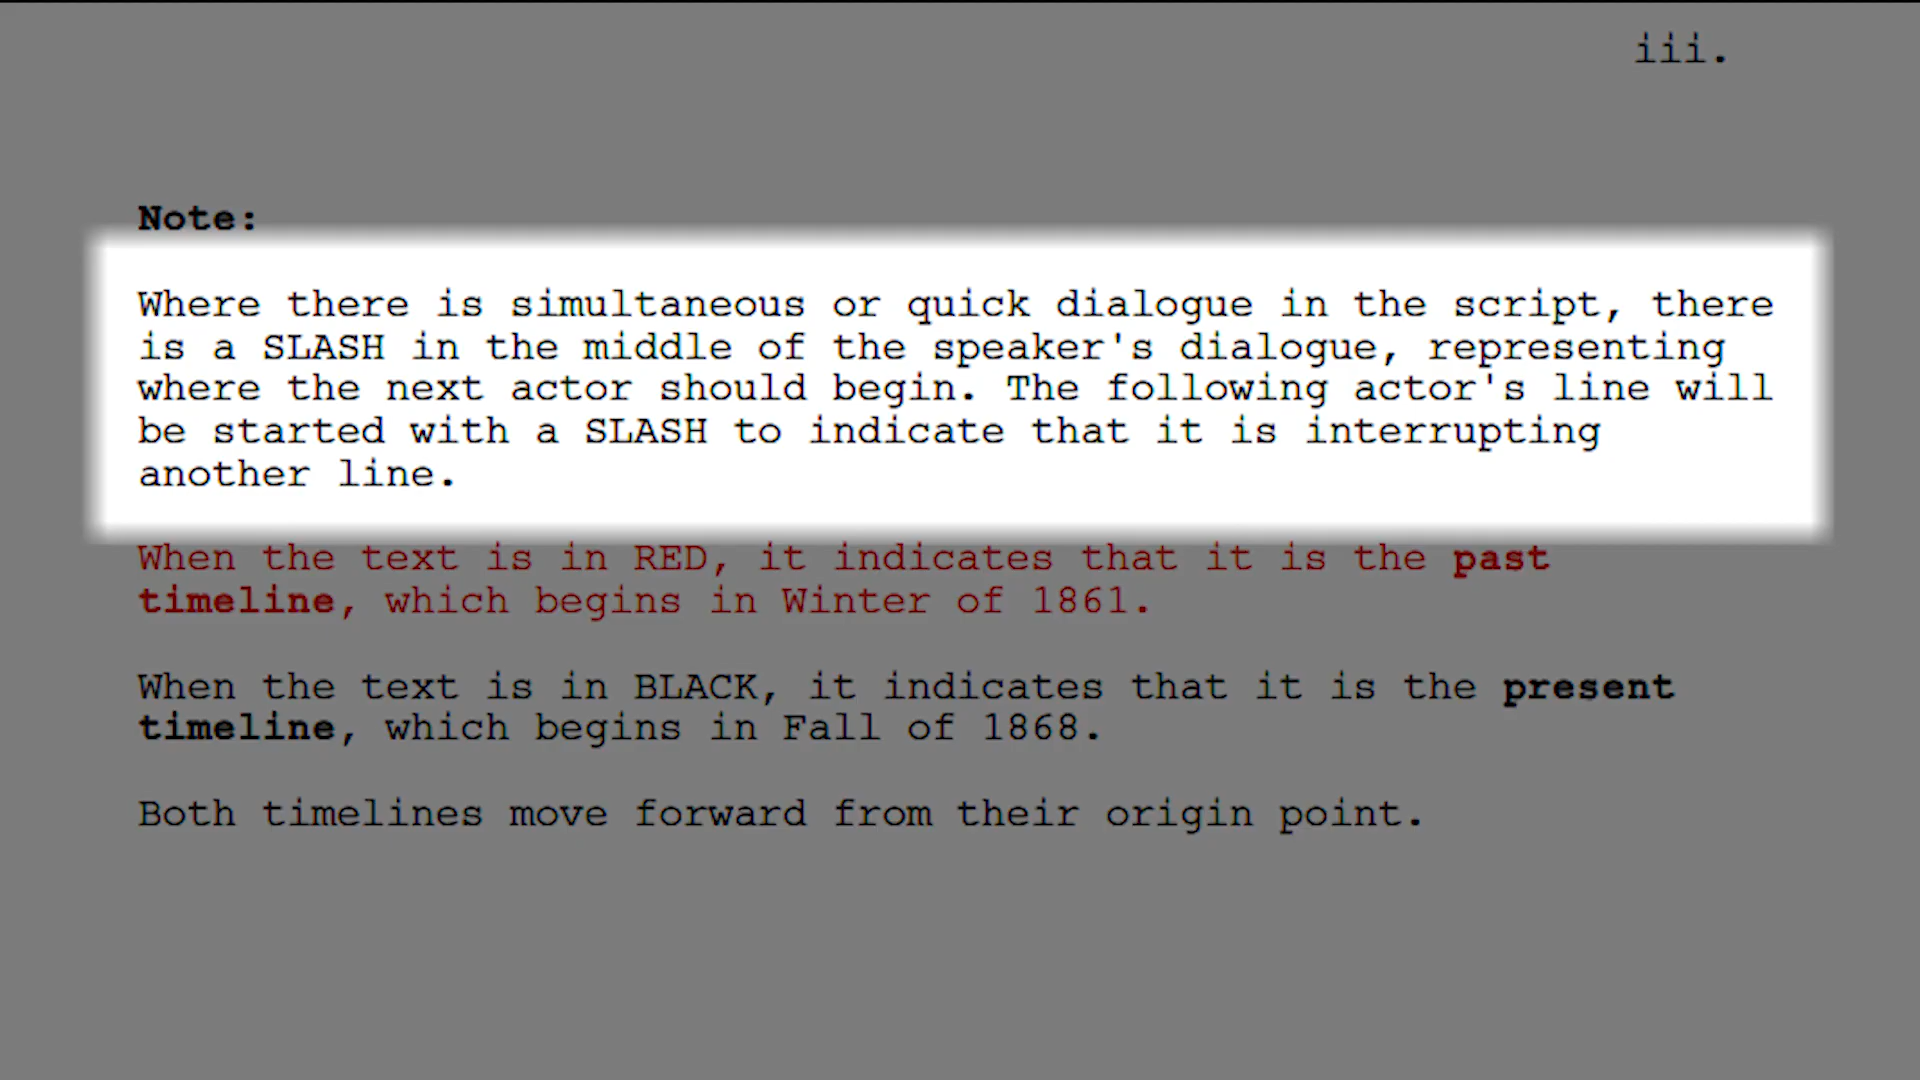 iii.
Note:
Where there is simultaneous or quick dialogue in the script, there
is a SLASH in the middle of the speaker's dialogue, representing
where the next actor should begin. The following actor's line will
be started with a SLASH to indicate that it is interrupting
another line.
When the text is in RED, it indicates that it is the past
timeline, which begins in Winter of 1861.
When the text is in BLACK, it indicates that it is the present
timeline, which begins in Fall of 1868.
Both timelines move forward from their origin point.